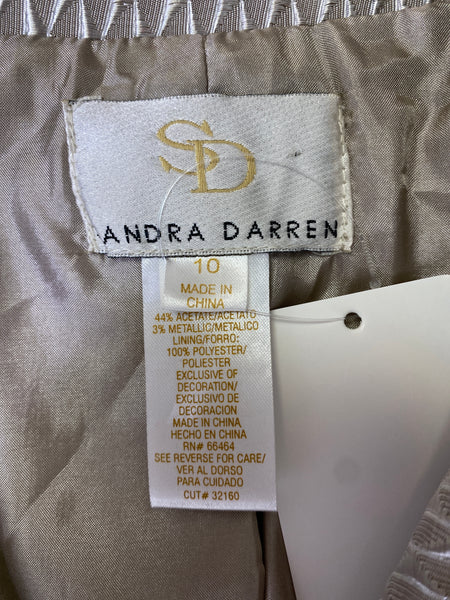 SD
ANDRA DARREN
10
MADE IN
CHINA
44% ACETATE/ACETATO
3% METALLIC/METALICO
LINING/FORRO:
100% POLYESTER/
POLIESTER
EXCLUSIVE OF
DECORATION/
EXCLUSIVO DE
DECORACION
MADE IN CHINA
HECHO EN CHINA
RN# 66464
SEE REVERSE FOR CARE/
VER AL DORSO
PARA CUIDADO
CUT# 32160